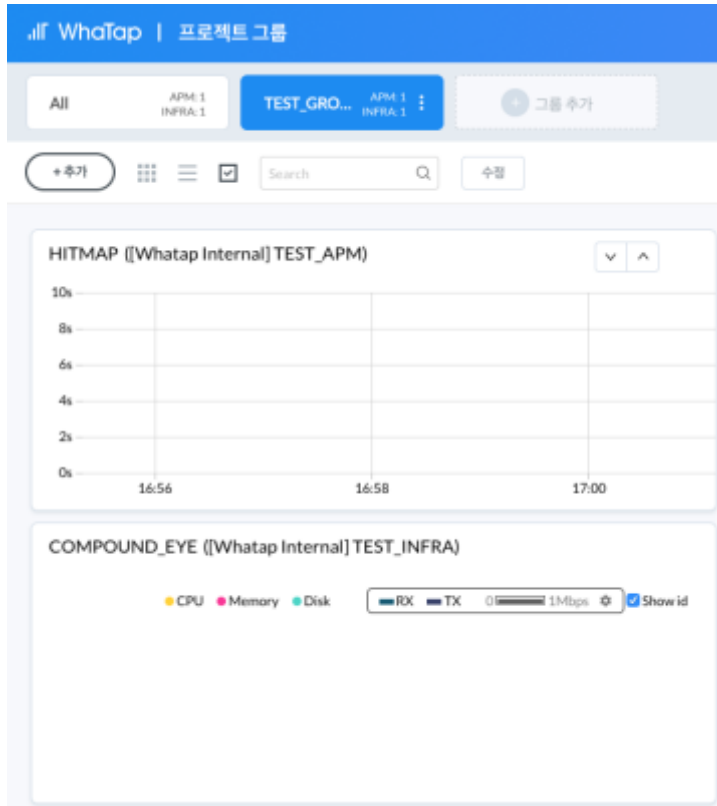 WhaTap | 프로젝트 그룹
All APM: 1 INFRA: 1
TEST_GRO... APM: 1 INFRA: 1
그룹 추가
+ 추가
Search
수정
HITMAP ([Whatap Internal] TEST_APM)
10s
8s
6s
4s
2s
0s
16:56 16:58 17:00
COMPOUND_EYE ([Whatap Internal] TEST_INFRA)
CPU Memory Disk RX TX 0 1Mbps Show id